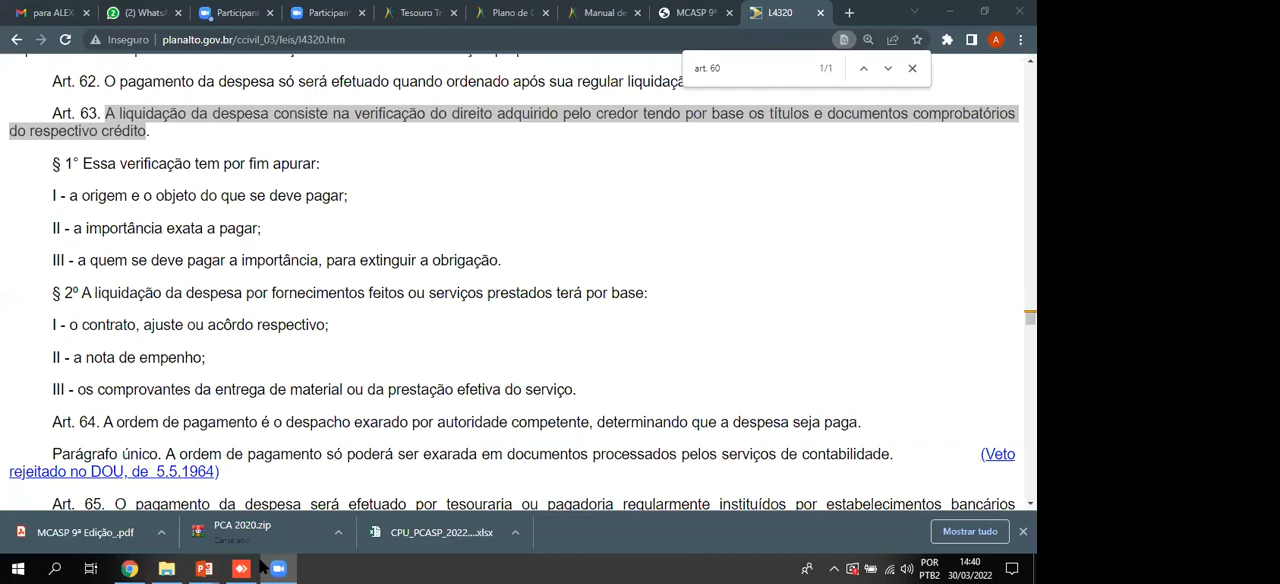 para ALEX
(2) Whats
Participant
Participan
Tesouro Tr
Plano de C
Manual de
MCASP 9ª
L4320
Inseguro
planalto.gov.br/ccivil_03/leis/l4320.htm
A
art. 60
1/1
Art. 62. O pagamento da despesa só será efetuado quando ordenado após sua regular liquidaçã
Art. 63. A liquidação da despesa consiste na verificação do direito adquirido pelo credor tendo por base os títulos e documentos comprobatórios
do respectivo crédito.
§ 1° Essa verificação tem por fim apurar:
I - a origem e o objeto do que se deve pagar;
II - a importância exata a pagar;
III - a quem se deve pagar a importância, para extinguir a obrigação.
§ 2º A liquidação da despesa por fornecimentos feitos ou serviços prestados terá por base:
I - o contrato, ajuste ou acôrdo respectivo;
II - a nota de empenho;
III - os comprovantes da entrega de material ou da prestação efetiva do serviço.
Art. 64. A ordem de pagamento é o despacho exarado por autoridade competente, determinando que a despesa seja paga.
Parágrafo único. A ordem de pagamento só poderá ser exarada em documentos processados pelos serviços de contabilidade. (Veto
rejeitado no DOU, de 5.5.1964)
Art. 65. O pagamento da despesa será efetuado por tesouraria ou pagadoria regularmente instituídos por estabelecimentos bancários
MCASP 9ª Edição_.pdf
PCA 2020.zip
Cancelado
CPU_PCASP_2022....xlsx
Mostrar tudo
POR
PTB2
14:40
30/03/2022